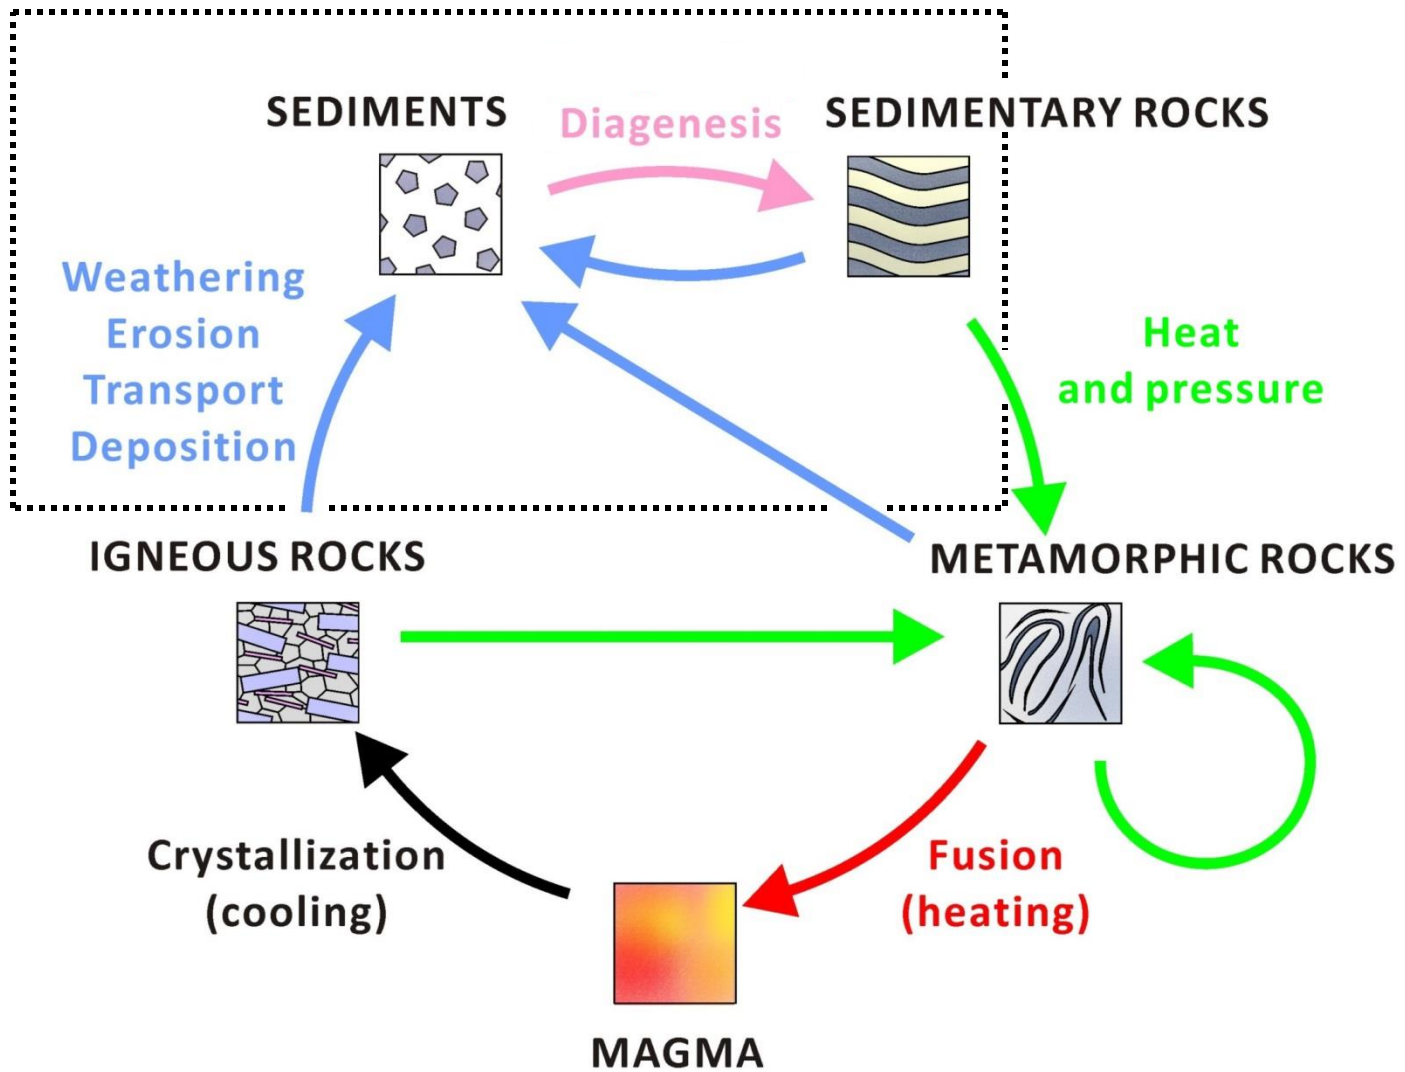 SEDIMENTS
Diagenesis
SEDIMENTARY ROCKS
Weathering
Erosion
Transport
Deposition
Heat
and pressure
IGNEOUS ROCKS
METAMORPHIC ROCKS
Crystallization
(cooling)
Fusion
(heating)
MAGMA